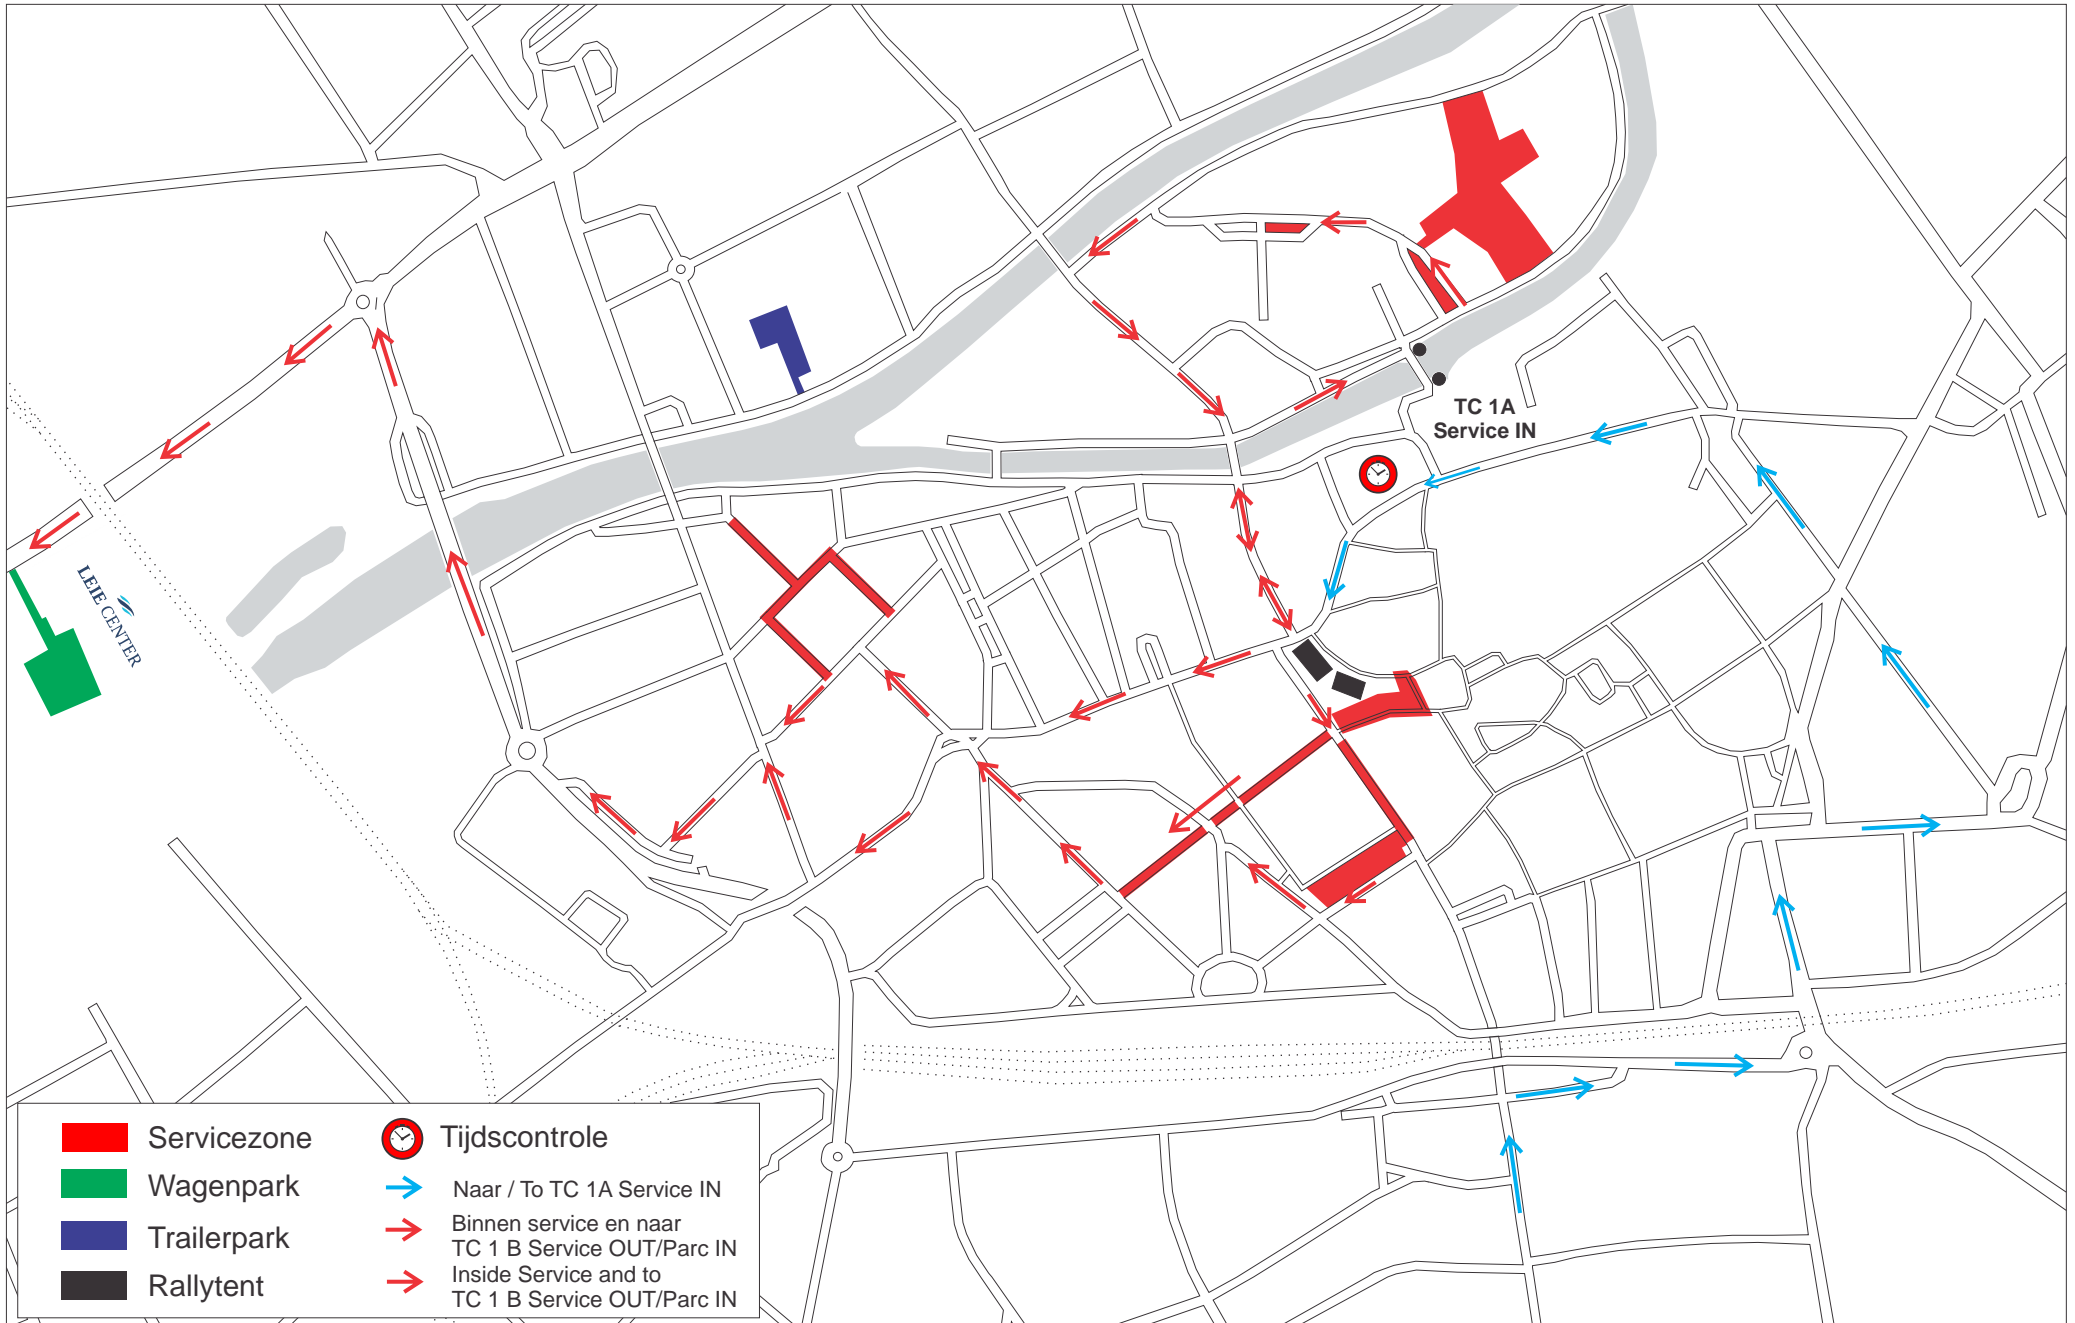 TC 1A
Service IN
LEIE CENTER
Servicezone
Wagenpark
Trailerpark
Rallytent
Tijdscontrole
Naar / To TC 1A Service IN
Binnen service en naar
TC 1 B Service OUT/Parc IN
Inside Service and to
TC 1 B Service OUT/Parc IN